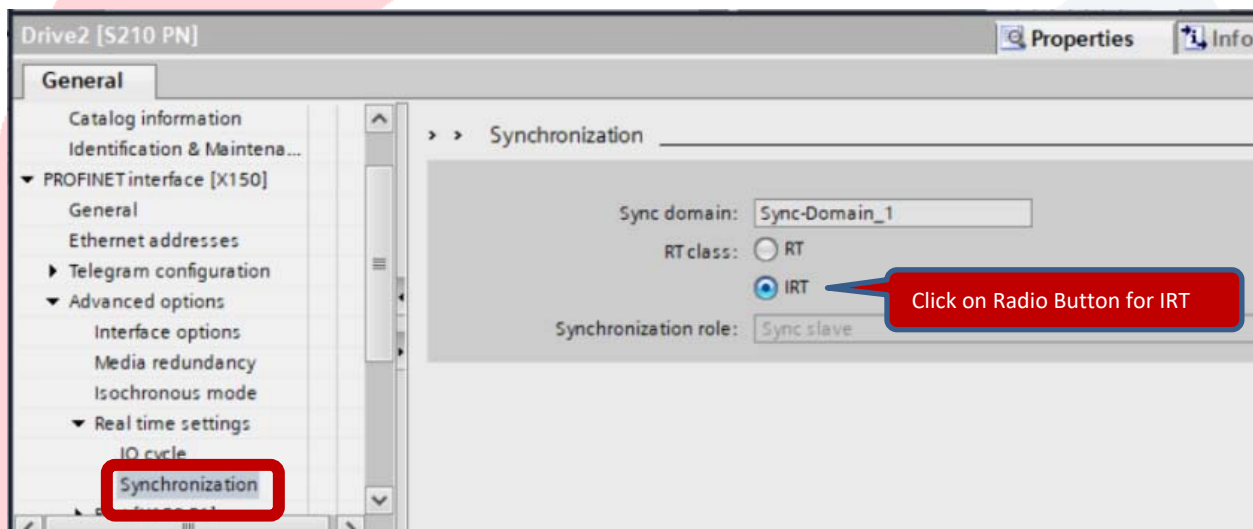 Drive2 [S210 PN]
Properties
Info
General
Catalog information
Identification & Maintena...
PROFINET interface [X150]
General
Ethernet addresses
Telegram configuration
Advanced options
Interface options
Media redundancy
Isochronous mode
Real time settings
IO cycle
Synchronization
> > Synchronization
Sync domain: Sync-Domain_1
RT class: RT
IRT
Click on Radio Button for IRT
Synchronization role: Sync slave